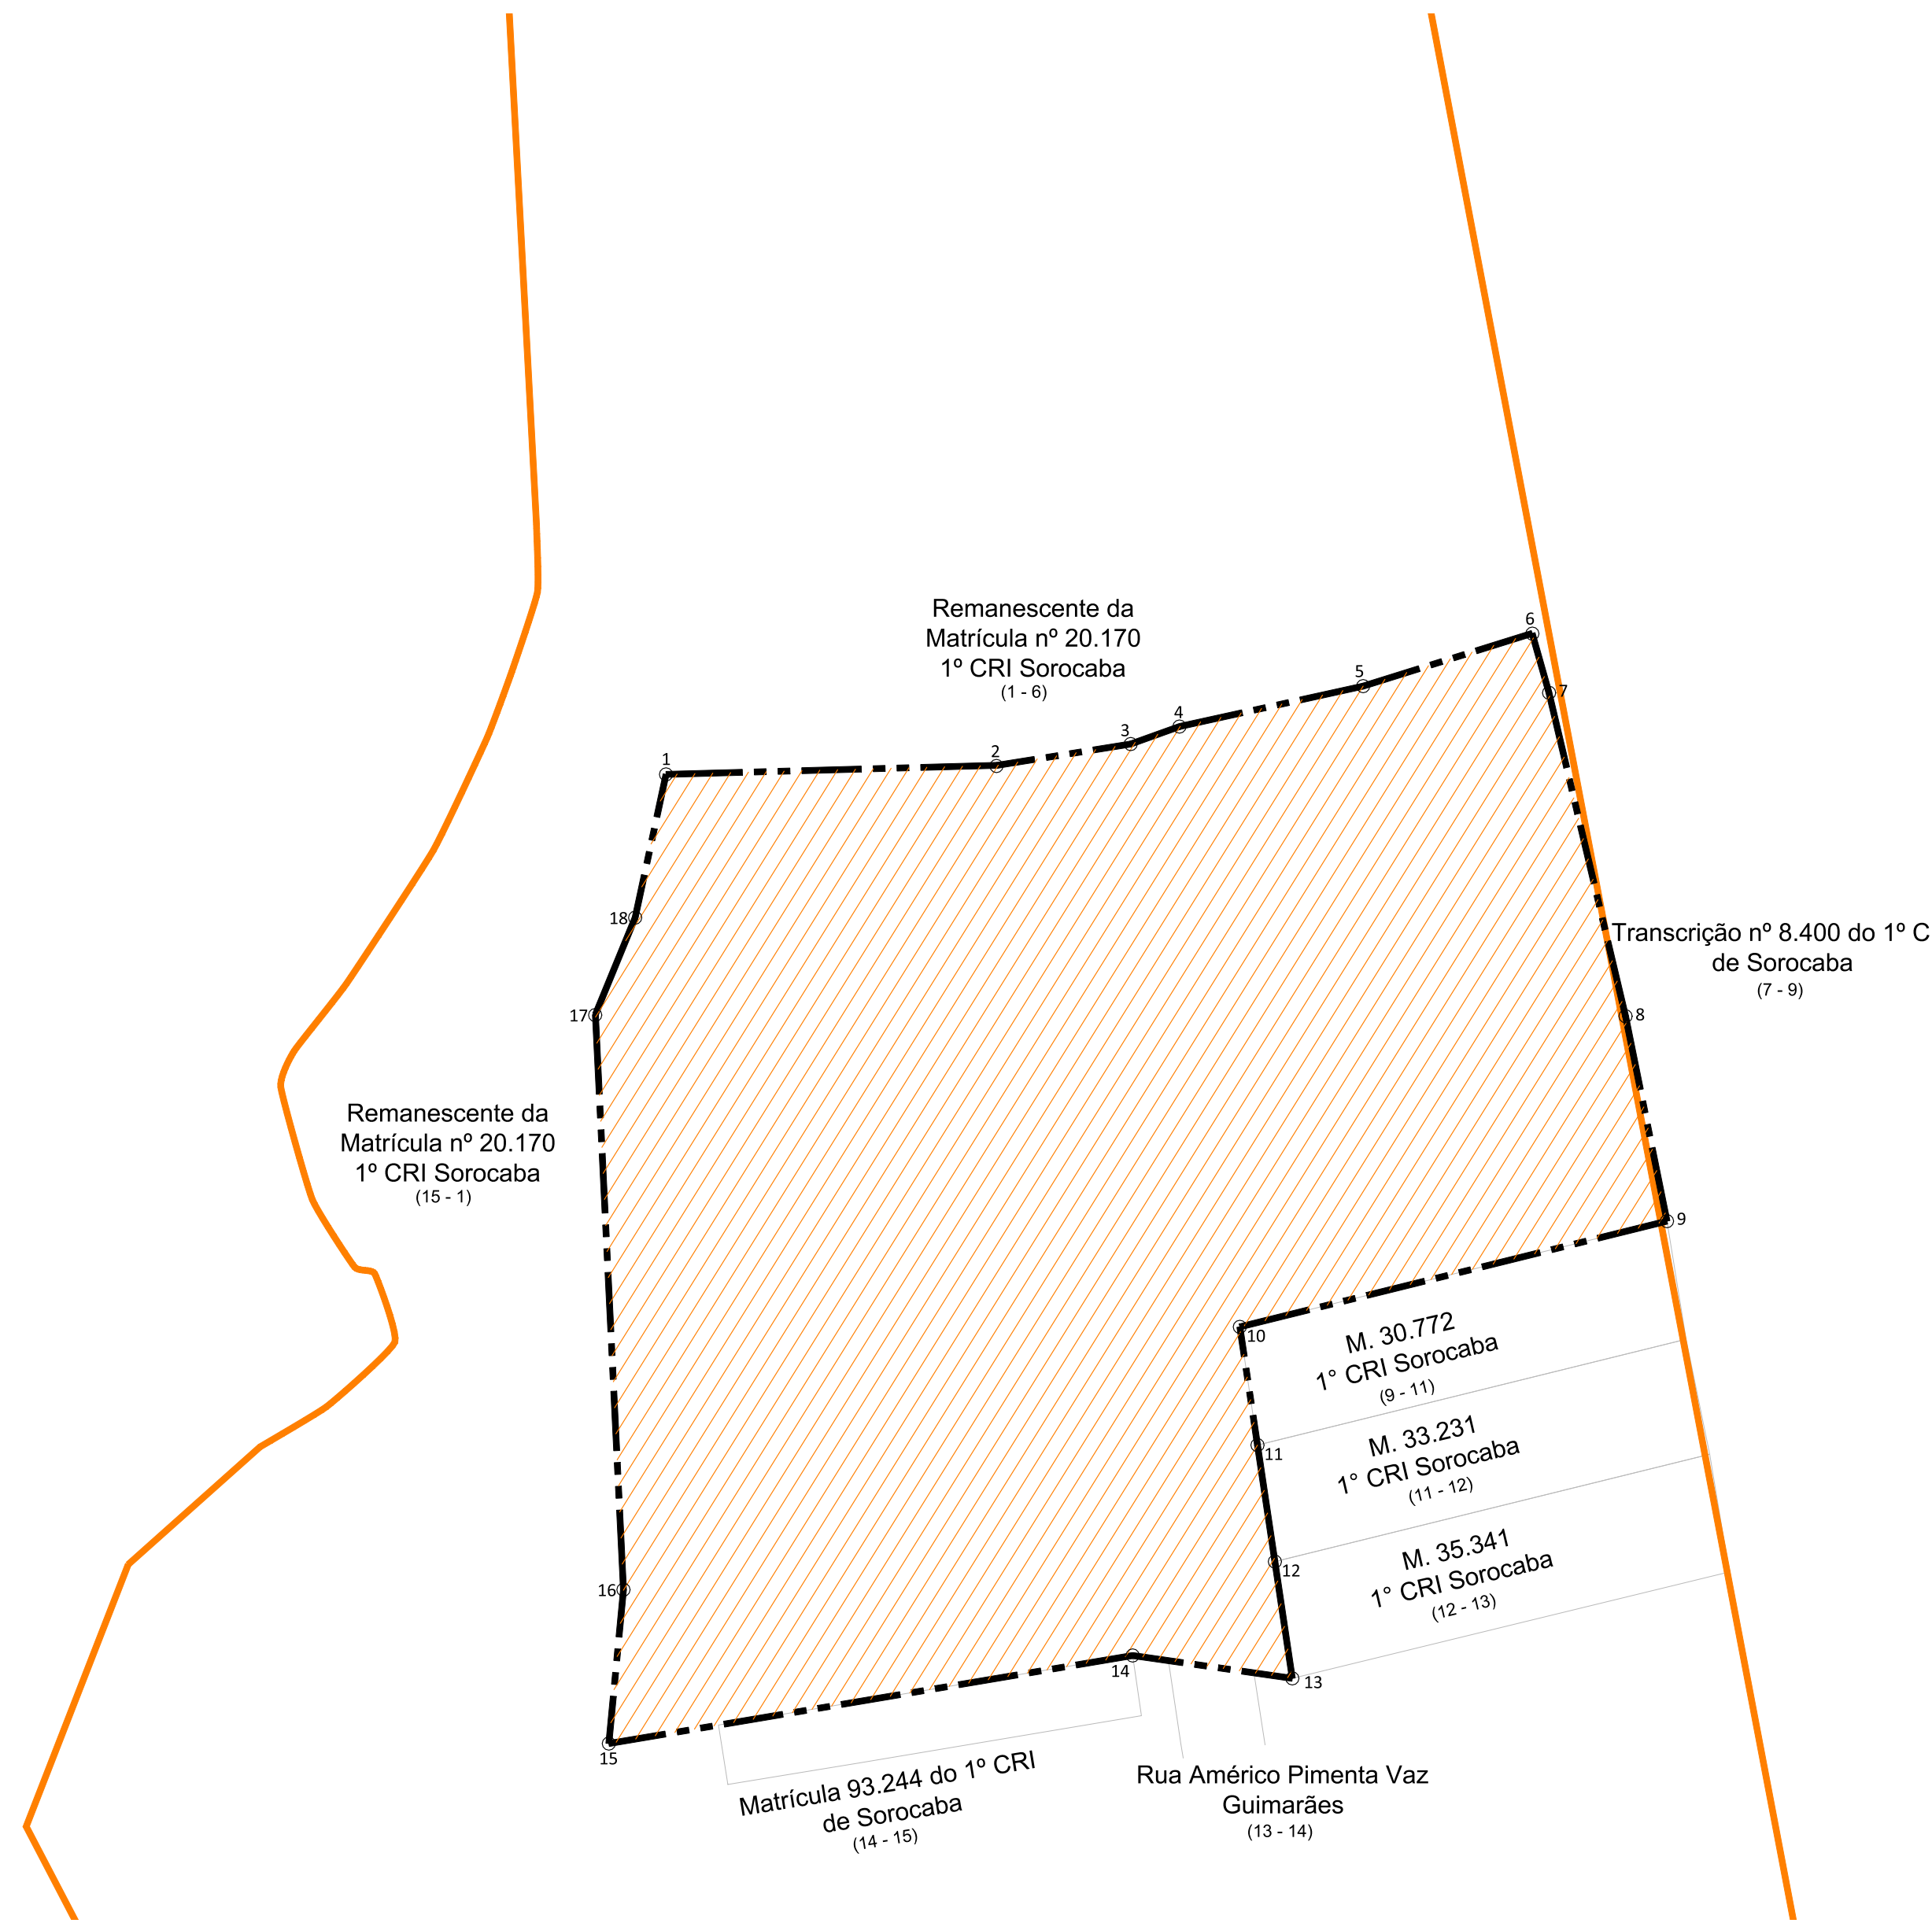 Remanescente da
Matrícula nº 20.170
1º CRI Sorocaba
(1 - 6)
6
5
7
4
3
2
1
18
Transcrição nº 8.400 do 1º C
de Sorocaba
(7 - 9)
17
8
Remanescente da
Matrícula nº 20.170
1º CRI Sorocaba
(15 - 1)
9
10
M. 30.772
1° CRI Sorocaba
(9 - 11)
11
M. 33.231
1° CRI Sorocaba
(11 - 12)
12
M. 35.341
1° CRI Sorocaba
(12 - 13)
16
14
13
15
Matrícula 93.244 do 1º CRI
de Sorocaba
(14 - 15)
Rua Américo Pimenta Vaz
Guimarães
(13 - 14)